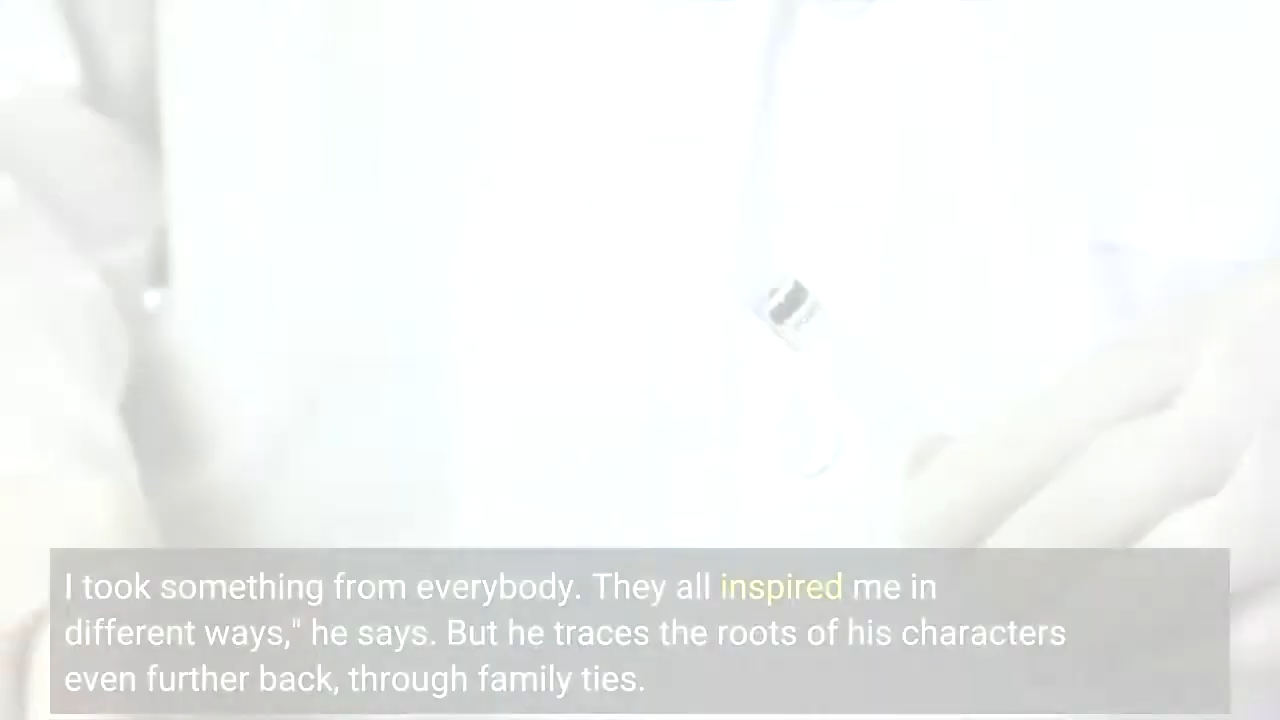 I took something from everybody. They all inspired me in
different ways," he says. But he traces the roots of his characters
even further back, through family ties.